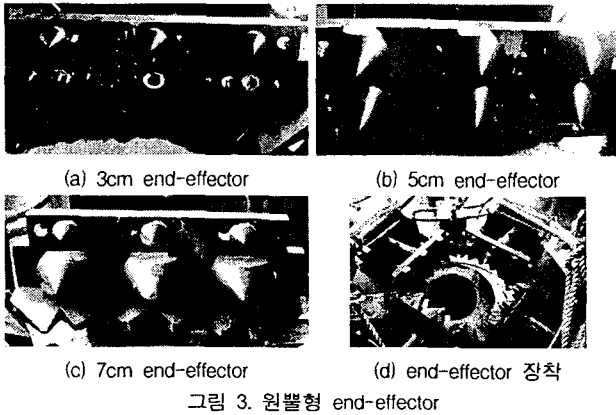 (a) 3cm end-effector
(b) 5cm end-effector
(c) 7cm end-effector
(d) end-effector 장착
그림 3. 원뿔형 end-effector